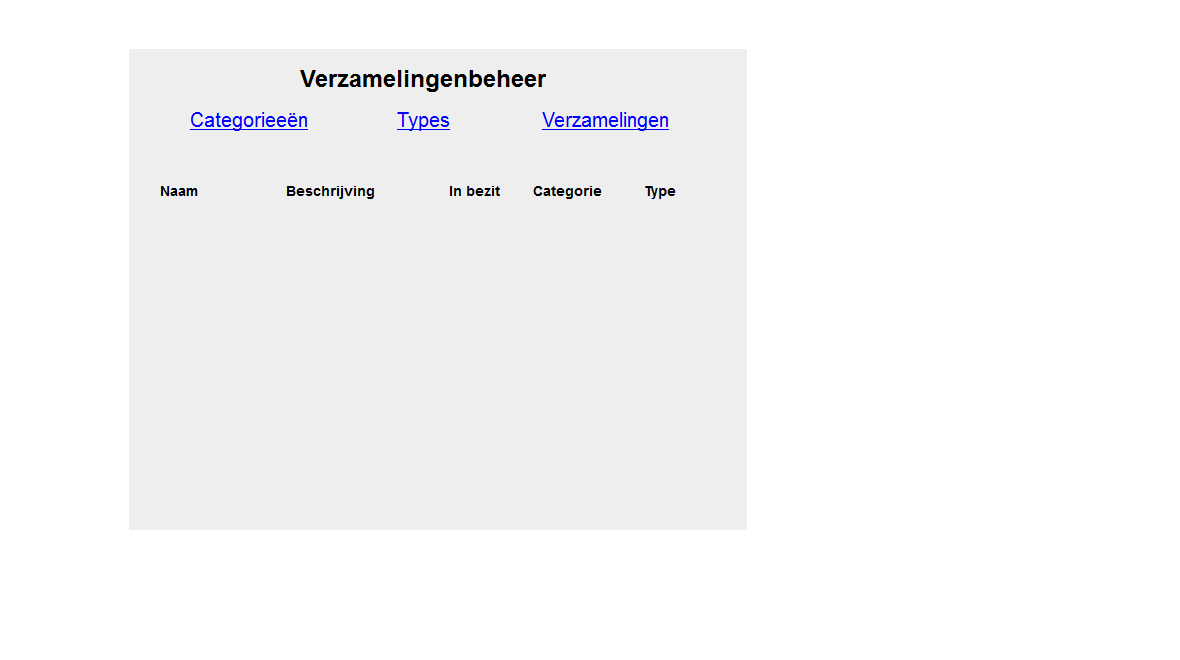 Verzamelingenbeheer
Categorieeën Types Verzamelingen
Naam Beschrijving In bezit Categorie Type